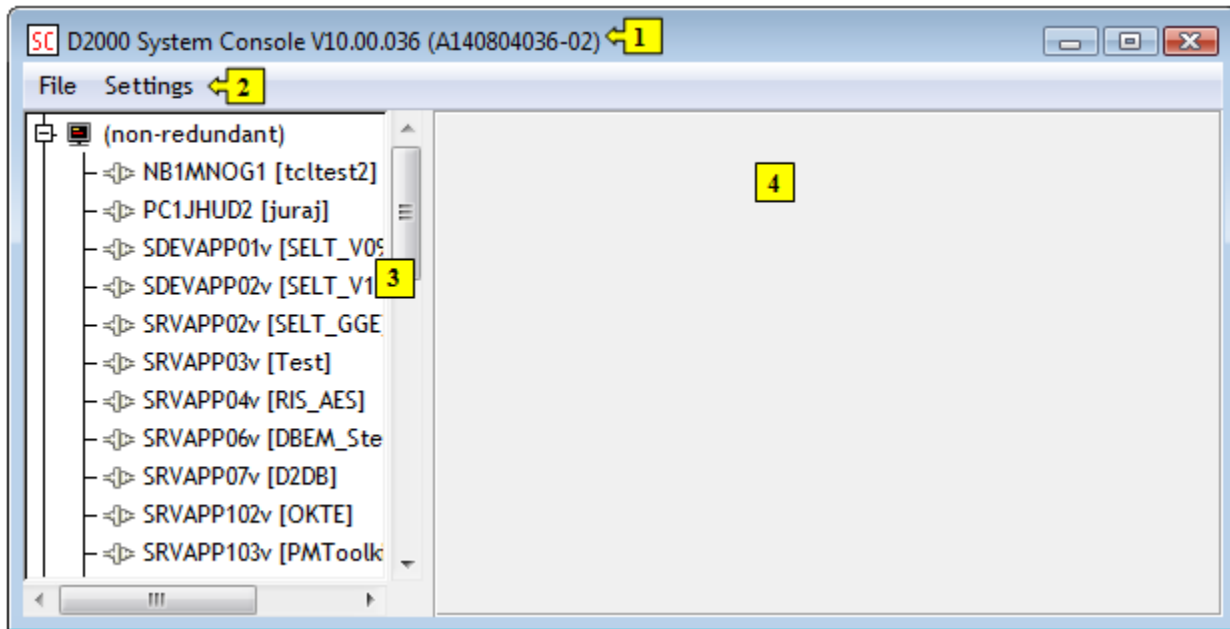 SC D2000 System Console V10.00.036 (A140804036-02) 1
File Settings 2
(non-redundant)
NB1MNOG1 [tcltest2]
PC1JHUD2 [juraj]
4
SDEVAPP01v [SELT_V09
SDEVAPP02v [SELT_V1 3
SRVAPP02v [SELT_GGE]
SRVAPP03v [Test]
SRVAPP04v [RIS_AES]
SRVAPP06v [DBEM_Ste
SRVAPP07v [D2DB]
SRVAPP102v [OKTE]
SRVAPP103v [PMToolk